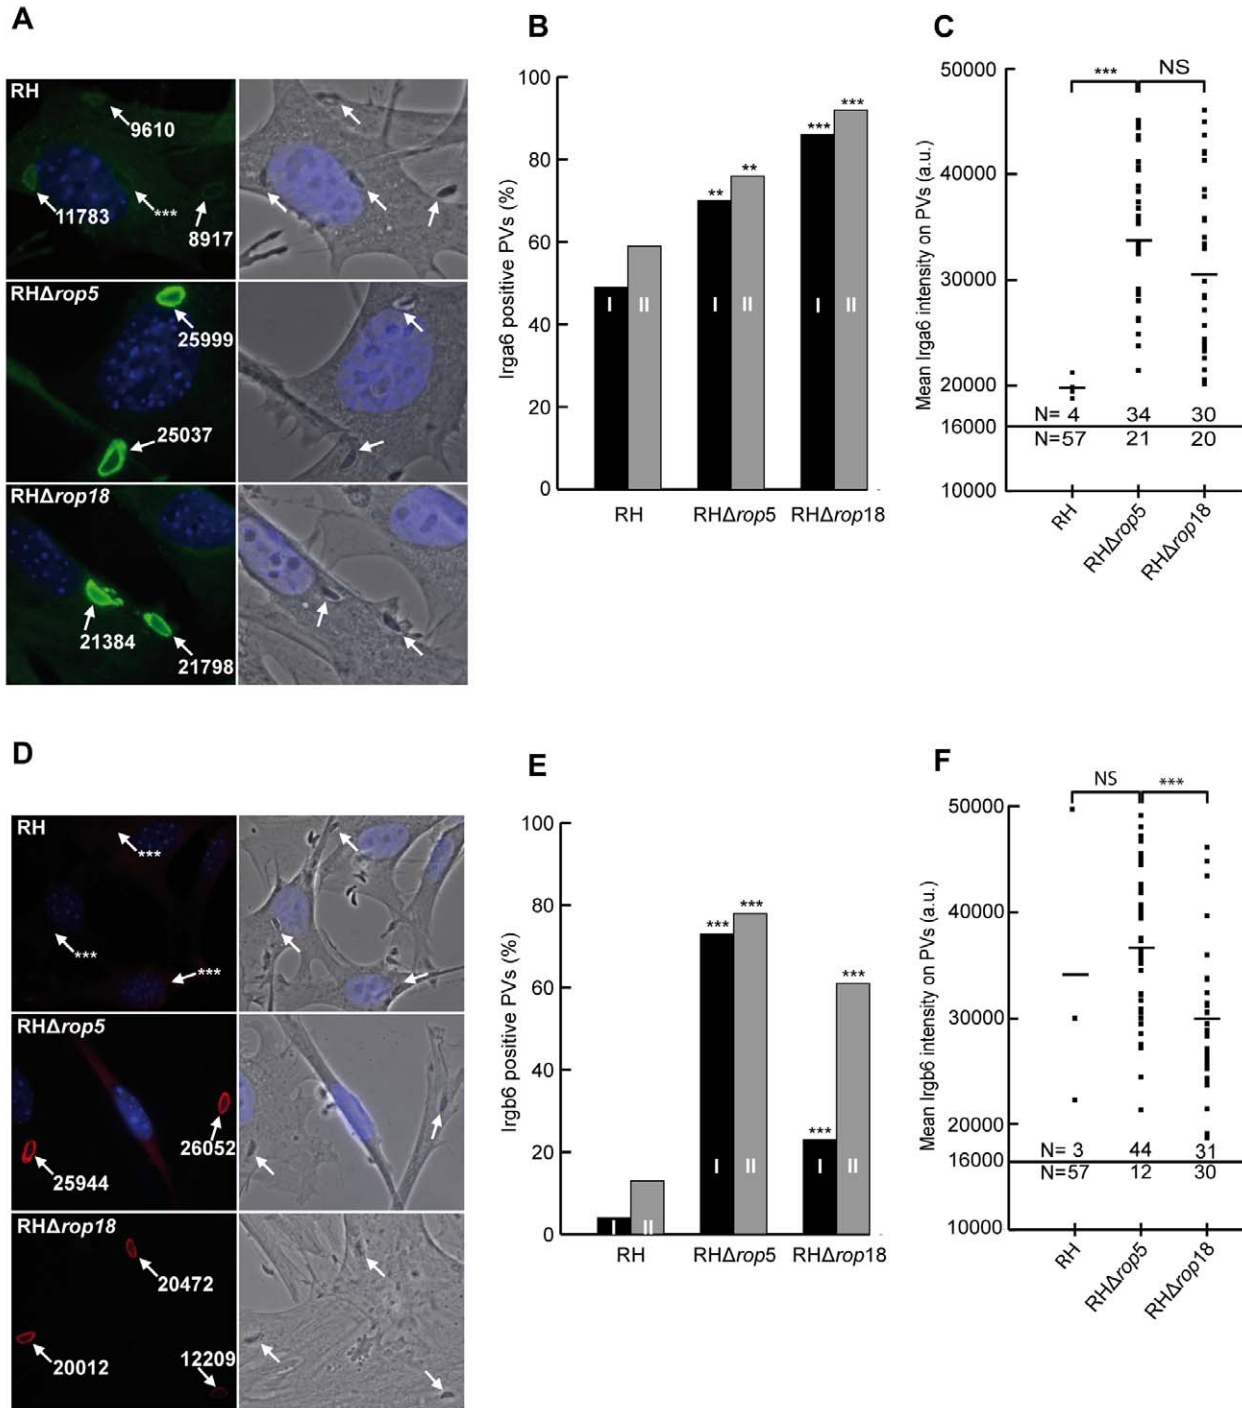 A
RH
9610
11783
***
8917
RHΔrop5
25999
25037
RHΔrop18
21384
21798
B
Irga6 positive PVs (%)
100
80
60
40
20
0
I
II
**
I
**
II
***
I
***
II
RH
RHΔrop5
RHΔrop18
C
Mean Irga6 intensity on PVs (a.u.)
***
NS
50000
40000
30000
20000
16000
10000
N= 4
34
30
N=57
21
20
RH
RHΔrop5
RHΔrop18
D
RH
***
***
***
RHΔrop5
26052
25944
RHΔrop18
20472
20012
12209
E
Irgb6 positive PVs (%)
100
80
60
40
20
0
I
II
***
I
***
II
***
I
***
II
RH
RHΔrop5
RHΔrop18
F
Mean Irgb6 intensity on PVs (a.u.)
NS
***
50000
40000
30000
20000
16000
10000
N= 3
44
31
N=57
12
30
RH
RHΔrop5
RHΔrop18